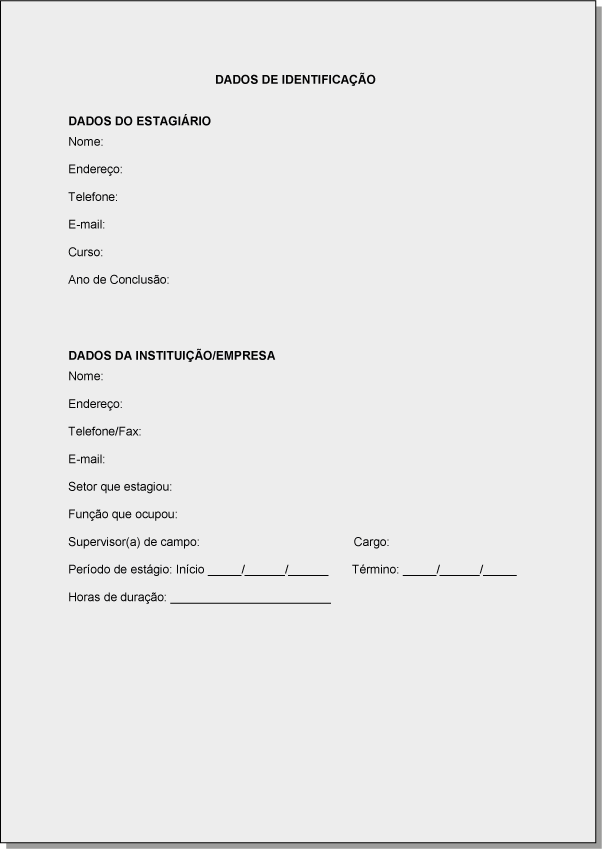 DADOS DE IDENTIFICAÇÃO
DADOS DO ESTAGIÁRIO
Nome:
Endereço:
Telefone:
E-mail:
Curso:
Ano de Conclusão:
DADOS DA INSTITUIÇÃO/EMPRESA
Nome:
Endereço:
Telefone/Fax:
E-mail:
Setor que estagiou:
Função que ocupou:
Supervisor(a) de campo: Cargo:
Período de estágio: Início _____/______/______ Término: _____/______/_____
Horas de duração: ________________________